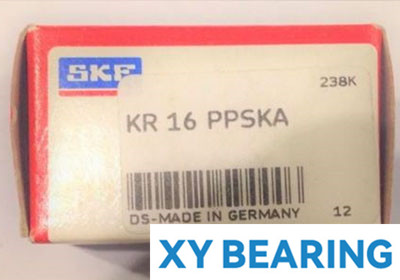 SKF
238K
KR 16 PPSKA
DS-MADE IN GERMANY 12
XY BEARING